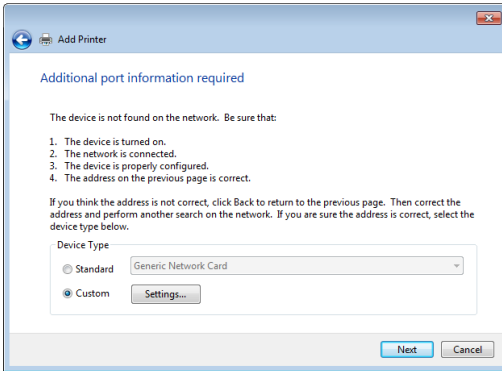 Add Printer
Additional port information required
The device is not found on the network.  Be sure that:
1.  The device is turned on.
2.  The network is connected.
3.  The device is properly configured.
4.  The address on the previous page is correct.
If you think the address is not correct, click Back to return to the previous page.  Then correct the
address and perform another search on the network.  If you are sure the address is correct, select the
device type below.
Device Type
Standard
Generic Network Card
Custom
Settings...
Next
Cancel